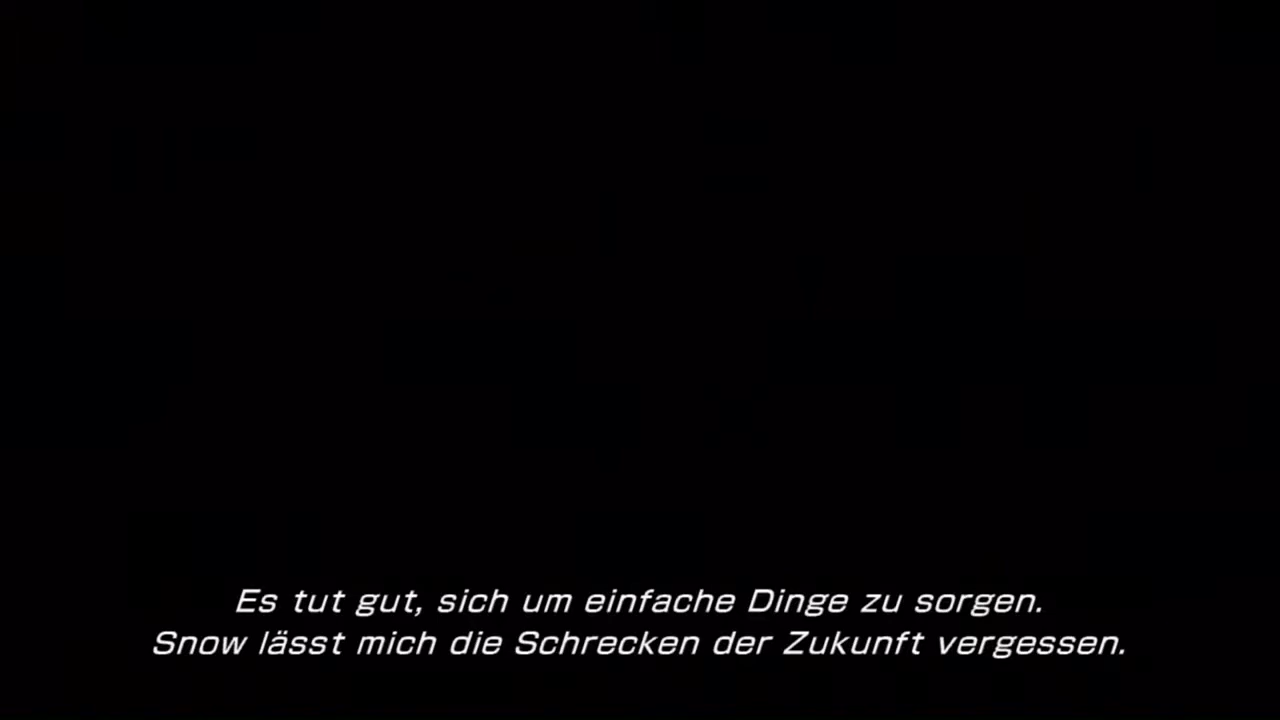 Es tut gut, sich um einfache Dinge zu sorgen.
Snow lässt mich die Schrecken der Zukunft vergessen.